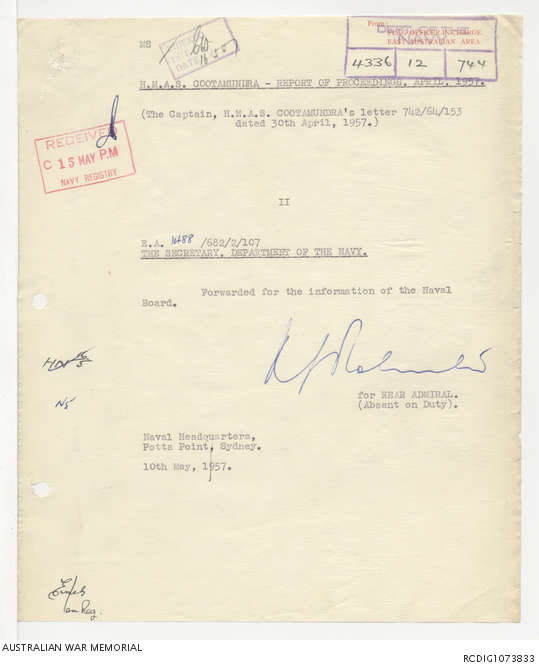 MS
From
FLAG OFFICER-IN-CHARGE
EAST AUSTRALIAN AREA
4336 12 744
H.M.A.S. COOTAMUNDRA - REPORT OF PROCEEDINGS, APRIL, 1957.
(The Captain, H.M.A.S. COOTAMUNDRA's letter 742/64/153
dated 30th April, 1957.)
RECEIVED
C 15 MAY P.M
NAVY REGISTRY
II
E.A. /682/2/107
THE SECRETARY, DEPARTMENT OF THE NAVY.
Forwarded for the information of the Naval
Board.
for REAR ADMIRAL.
(Absent on Duty).
NS
Naval Headquarters,
Potts Point, Sydney.
10th May, 1957.
AUSTRALIAN WAR MEMORIAL
RCDIG1073833